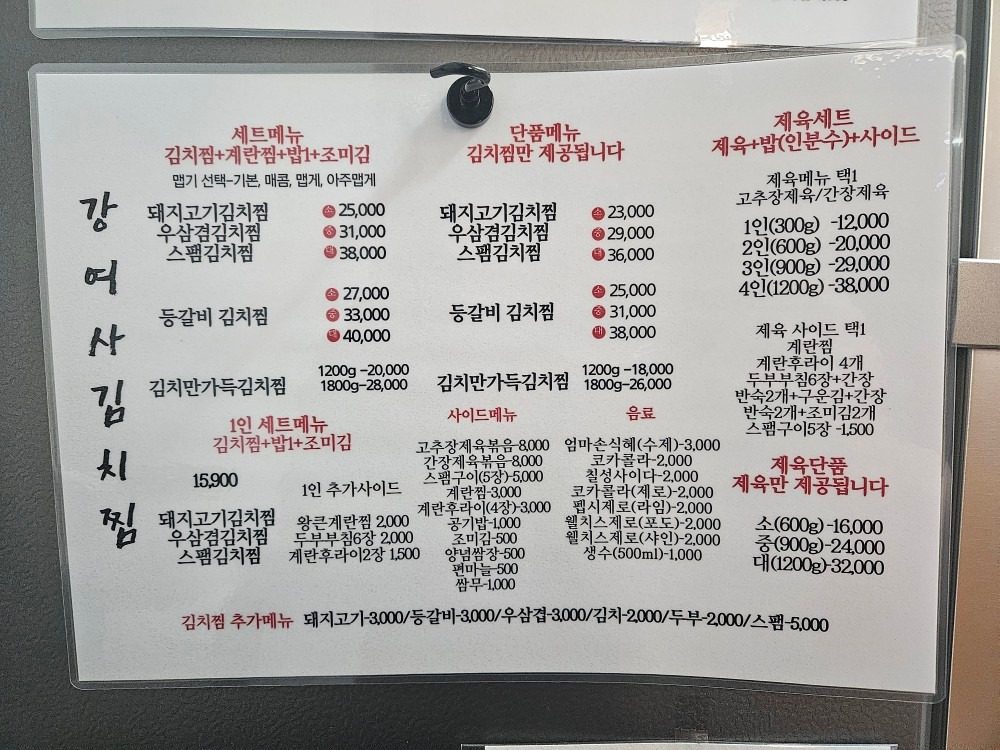 강여사김치찜
세트메뉴
김치찜+계란찜+밥1+조미김
맵기 선택-기본, 매콤, 맵게, 아주맵게
돼지고기김치찜 소 25,000
우삼겹김치찜 중 31,000
스팸김치찜 대 38,000
소 27,000
등갈비 김치찜 중 33,000
대 40,000
1200g -20,000
김치만가득김치찜 1800g-28,000
1인 세트메뉴
김치찜+밥1+조미김
15,900
돼지고기김치찜
우삼겹김치찜
스팸김치찜
1인 추가사이드
왕큰계란찜 2,000
두부부침6장 2,000
계란후라이2장 1,500
단품메뉴
김치찜만 제공됩니다
돼지고기김치찜 소 23,000
우삼겹김치찜 중 29,000
스팸김치찜 대 36,000
소 25,000
등갈비 김치찜 중 31,000
대 38,000
1200g -18,000
김치만가득김치찜 1800g-26,000
사이드메뉴
고추장제육볶음-8,000
간장제육볶음-8,000
스팸구이(5장)-5,000
계란찜-3,000
계란후라이(4장)-3,000
공기밥-1,000
조미김-500
양념쌈장-500
편마늘-500
쌈무-1,000
음료
엄마손식혜(수제)-3,000
코카콜라-2,000
칠성사이다-2,000
코카콜라(제로)-2,000
펩시제로(라임)-2,000
웰치스제로(포도)-2,000
웰치스제로(샤인)-2,000
생수(500ml)-1,000
제육세트
제육+밥(인분수)+사이드
제육메뉴 택1
고추장제육/간장제육
1인(300g) -12,000
2인(600g) -20,000
3인(900g) -29,000
4인(1200g) -38,000
제육 사이드 택1
계란찜
계란후라이 4개
두부부침6장+간장
반숙2개+구운김+간장
반숙2개+조미김2개
스팸구이5장 -1,500
제육단품
제육만 제공됩니다
소(600g)-16,000
중(900g)-24,000
대(1200g)-32,000
김치찜 추가메뉴 돼지고기-3,000/등갈비-3,000/우삼겹-3,000/김치-2,000/두부-2,000/스팸-5,000